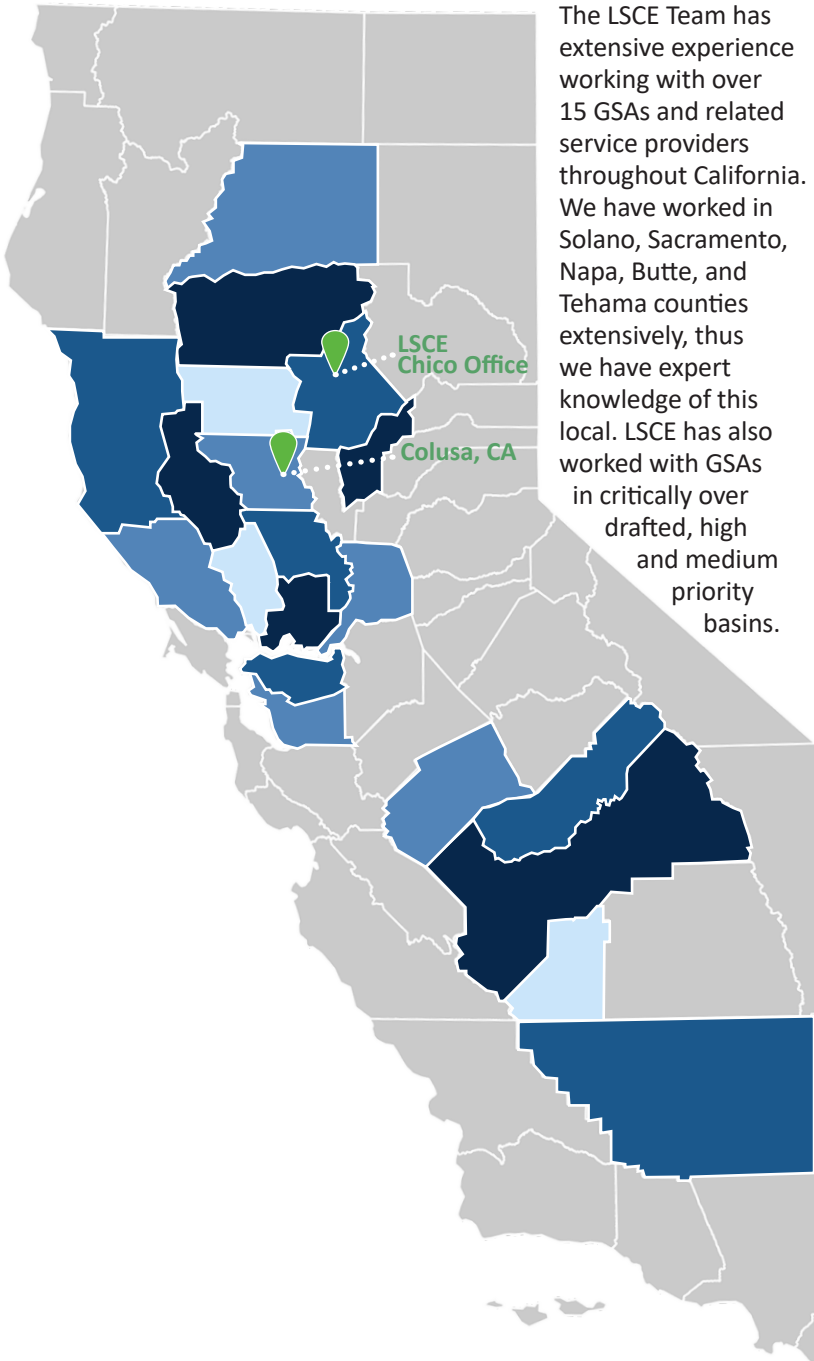 The LSCE Team has
extensive experience
working with over
15 GSAs and related
service providers
throughout California.
We have worked in
Solano, Sacramento,
Napa, Butte, and
Tehama counties
extensively, thus
we have expert
knowledge of this
local. LSCE has also
worked with GSAs
in critically over
drafted, high
and medium
priority
basins.
LSCE
Chico Office
Colusa, CA